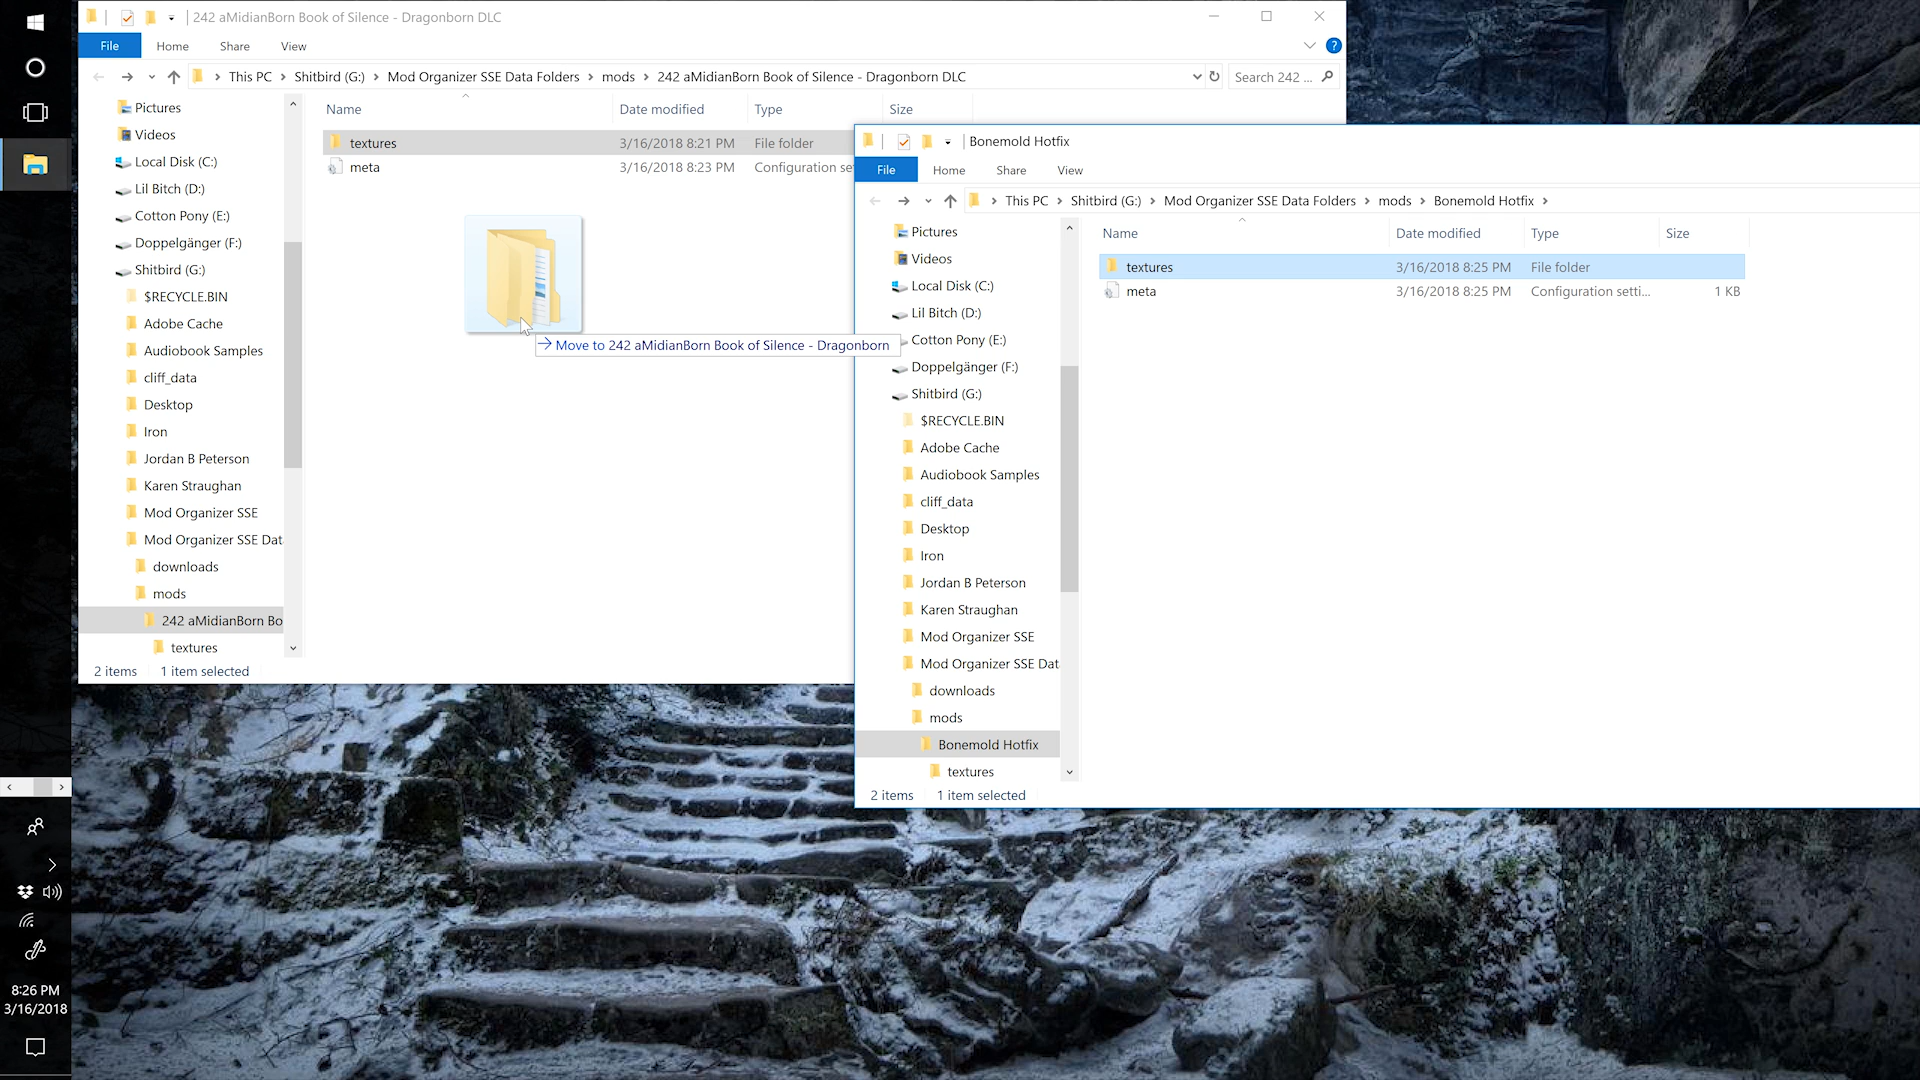 242 aMidianBorn Book of Silence - Dragonborn DLC
File Home Share View
This PC Shitbird (G:) Mod Organizer SSE Data Folders mods 242 aMidianBorn Book of Silence - Dragonborn DLC
Search 242 ...
Pictures
Videos
Local Disk (C:)
Lil Bitch (D:)
Cotton Pony (E:)
Doppelgänger (F:)
Shitbird (G:)
$RECYCLE.BIN
Adobe Cache
Audiobook Samples
cliff_data
Desktop
Iron
Jordan B Peterson
Karen Straughan
Mod Organizer SSE
Mod Organizer SSE Dat
downloads
mods
242 aMidianBorn Bo
textures
Name Date modified Type Size
textures 3/16/2018 8:21 PM File folder
meta 3/16/2018 8:23 PM Configuration se
Move to 242 aMidianBorn Book of Silence - Dragonborn
2 items 1 item selected
Bonemold Hotfix
File Home Share View
This PC Shitbird (G:) Mod Organizer SSE Data Folders mods Bonemold Hotfix
Pictures
Videos
Local Disk (C:)
Lil Bitch (D:)
Cotton Pony (E:)
Doppelgänger (F:)
Shitbird (G:)
$RECYCLE.BIN
Adobe Cache
Audiobook Samples
cliff_data
Desktop
Iron
Jordan B Peterson
Karen Straughan
Mod Organizer SSE
Mod Organizer SSE Dat
downloads
mods
Bonemold Hotfix
textures
Name Date modified Type Size
textures 3/16/2018 8:25 PM File folder
meta 3/16/2018 8:25 PM Configuration setti... 1 KB
2 items 1 item selected
8:26 PM
3/16/2018